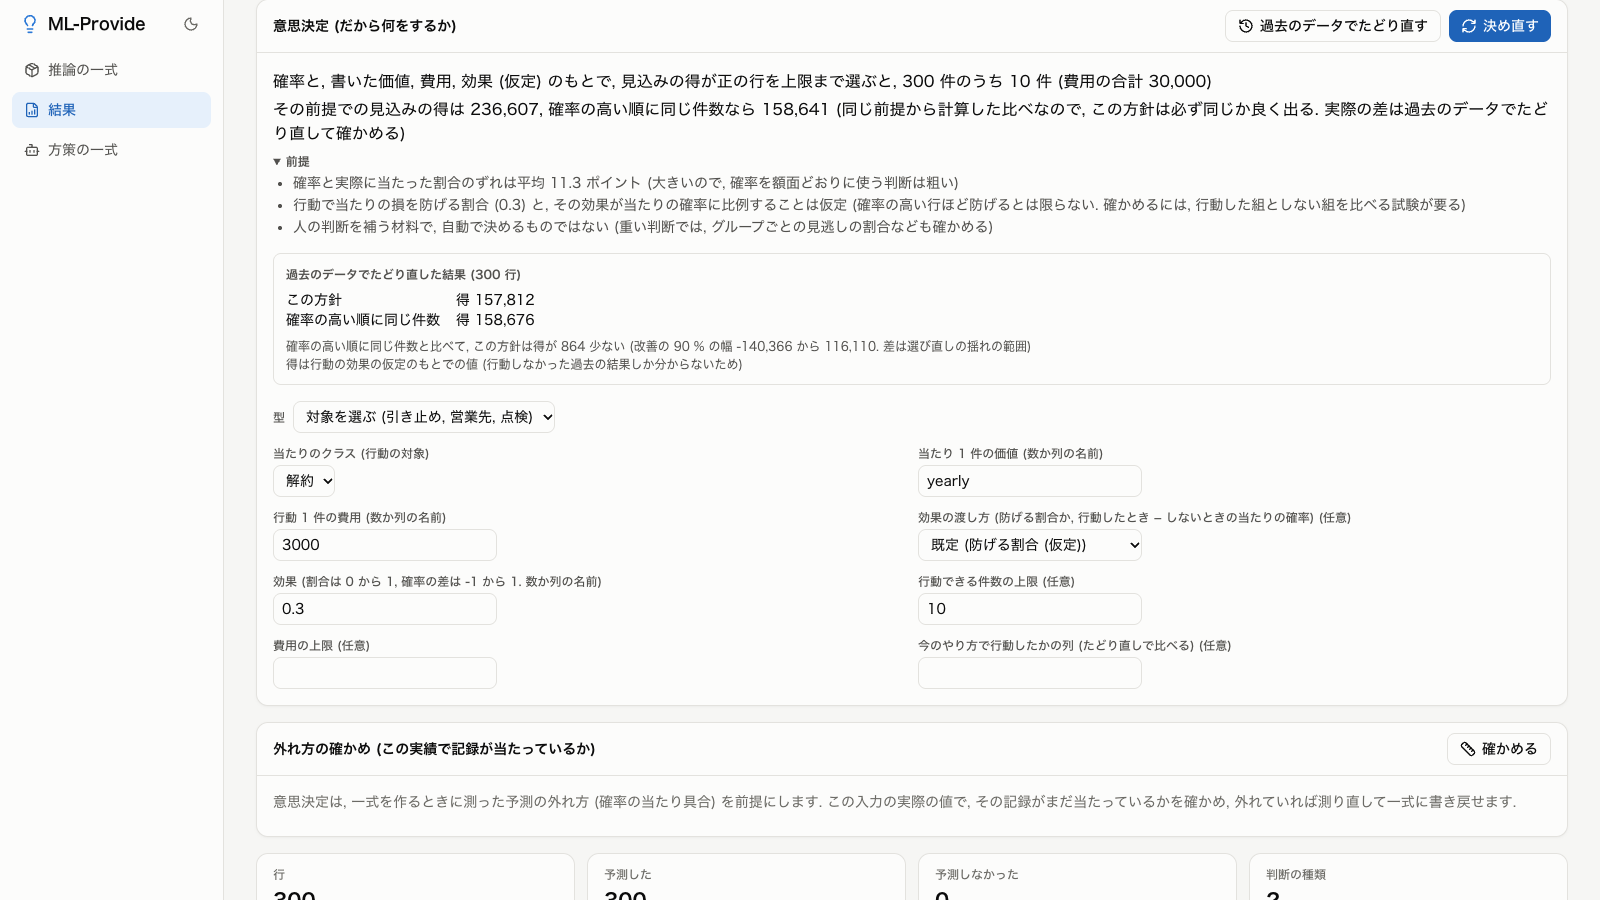 ML-Provide
推論の一式
結果
方策の一式
意思決定 (だから何をするか)
過去のデータでたどり直す
決め直す
確率と, 書いた価値, 費用, 効果 (仮定) のもとで, 見込みの得が正の行を上限まで選ぶと, 300 件のうち 10 件 (費用の合計 30,000)
その前提での見込みの得は 236,607, 確率の高い順に同じ件数なら 158,641 (同じ前提から計算した比べなので, この方針は必ず同じか良く出る. 実際の差は過去のデータでたど
り直して確かめる)
▼ 前提
• 確率と実際に当たった割合のずれは平均 11.3 ポイント (大きいので, 確率を額面どおりに使う判断は粗い)
• 行動で当たりの損を防げる割合 (0.3) と, その効果が当たりの確率に比例することは仮定 (確率の高い行ほど防げるとは限らない. 確かめるには, 行動した組としない組を比べる試験が要る)
• 人の判断を補う材料で, 自動で決めるものではない (重い判断では, グループごとの見逃しの割合なども確かめる)
過去のデータでたどり直した結果 (300 行)
この方針 得 157,812
確率の高い順に同じ件数 得 158,676
確率の高い順に同じ件数と比べて, この方針は得が 864 少ない (改善の 90 % の幅 -140,366 から 116,110. 差は選び直しの揺れの範囲)
得は行動の効果の仮定のもとでの値 (行動しなかった過去の結果しか分からないため)
型 対象を選ぶ (引き止め, 営業先, 点検)
当たりのクラス (行動の対象)
解約
当たり 1 件の価値 (数か列の名前)
yearly
行動 1 件の費用 (数か列の名前)
3000
効果の渡し方 (防げる割合か, 行動したとき − しないときの当たりの確率) (任意)
既定 (防げる割合 (仮定))
効果 (割合は 0 から 1, 確率の差は -1 から 1. 数か列の名前)
0.3
行動できる件数の上限 (任意)
10
費用の上限 (任意)
今のやり方で行動したかの列 (たどり直しで比べる) (任意)
外れ方の確かめ (この実績で記録が当たっているか)
確かめる
意思決定は, 一式を作るときに測った予測の外れ方 (確率の当たり具合) を前提にします. この入力の実際の値で, その記録がまだ当たっているかを確かめ, 外れていれば測り直して一式に書き戻せます.
行
300
予測した
300
予測しなかった
0
判断の種類
2